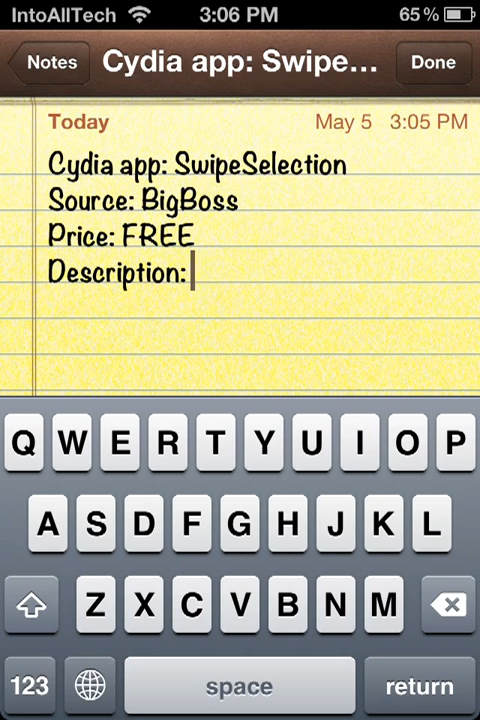 IntoAllTech 3:06 PM 65%
Notes Cydia app: Swipe... Done
Today May 5 3:05 PM
Cydia app: SwipeSelection
Source: BigBoss
Price: FREE
Description:
Q W E R T Y U I O P
A S D F G H J K L
Z X C V B N M
123 space return